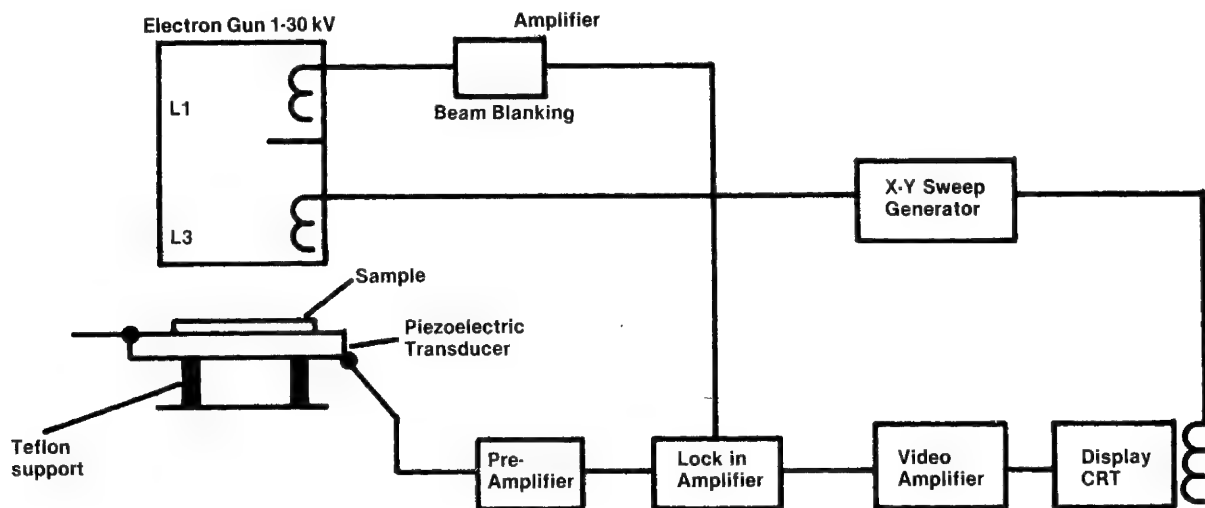 Electron Gun 1-30 kV
Amplifier
L1
Beam Blanking
X-Y Sweep
Generator
L3
Sample
Piezoelectric
Transducer
Teflon
support
Pre-
Amplifier
Lock in
Amplifier
Video
Amplifier
Display
CRT